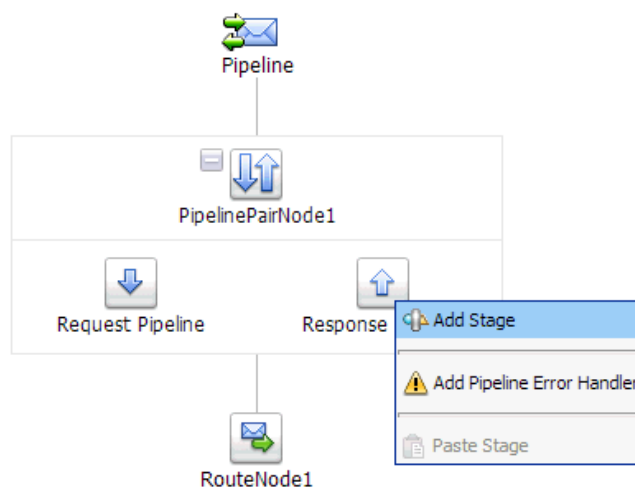 Pipeline
PipelinePairNode1
Request Pipeline
Response
Add Stage
Add Pipeline Error Handler
Paste Stage
RouteNode1